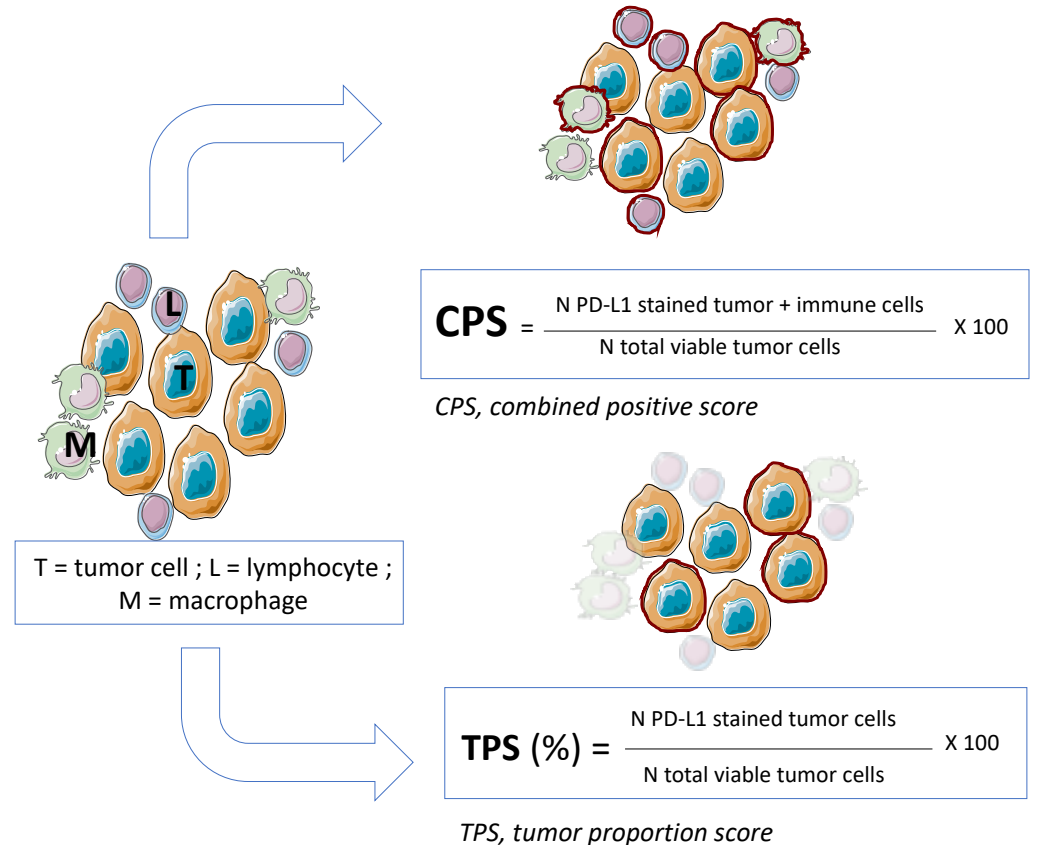 L
T
M
T = tumor cell ; L = lymphocyte ;
M = macrophage
CPS = N PD-L1 stained tumor + immune cells X 100
N total viable tumor cells
CPS, combined positive score
TPS (%) = N PD-L1 stained tumor cells X 100
N total viable tumor cells
TPS, tumor proportion score